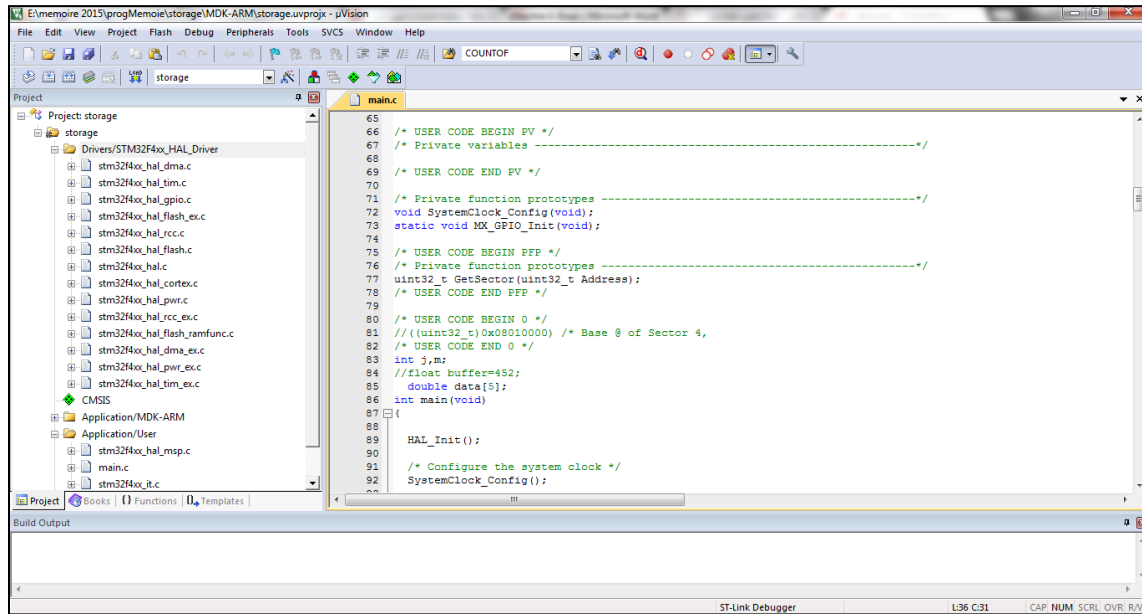 E:\memoire 2015\progMemoie\storage\MDK-ARM\storage.uvprojx - µVision
File Edit View Project Flash Debug Peripherals Tools SVCS Window Help
COUNTOF
LOAD storage
Project
Project: storage
storage
Drivers/STM32F4xx_HAL_Driver
stm32f4xx_hal_dma.c
stm32f4xx_hal_tim.c
stm32f4xx_hal_gpio.c
stm32f4xx_hal_flash_ex.c
stm32f4xx_hal_rcc.c
stm32f4xx_hal_flash.c
stm32f4xx_hal.c
stm32f4xx_hal_cortex.c
stm32f4xx_hal_pwr.c
stm32f4xx_hal_rcc_ex.c
stm32f4xx_hal_flash_ramfunc.c
stm32f4xx_hal_dma_ex.c
stm32f4xx_hal_pwr_ex.c
stm32f4xx_hal_tim_ex.c
CMSIS
Application/MDK-ARM
Application/User
stm32f4xx_hal_msp.c
main.c
stm32f4xx_it.c
Project Books {} Functions 0 Templates
main.c
65
66 /* USER CODE BEGIN PV */
67 /* Private variables ---------------------------------------------------------*/
68
69 /* USER CODE END PV */
70
71 /* Private function prototypes -----------------------------------------------*/
72 void SystemClock_Config(void);
73 static void MX_GPIO_Init(void);
74
75 /* USER CODE BEGIN PFP */
76 /* Private function prototypes -----------------------------------------------*/
77 uint32_t GetSector(uint32_t Address);
78 /* USER CODE END PFP */
79
80 /* USER CODE BEGIN 0 */
81 //((uint32_t)0x08010000) /* Base @ of Sector 4,
82 /* USER CODE END 0 */
83 int j,m;
84 //float buffer=452;
85 double data[5];
86 int main(void)
87 {
88
89 HAL_Init();
90
91 /* Configure the system clock */
92 SystemClock_Config();
Build Output
ST-Link Debugger L:36 C:31 CAP NUM SCRL OVR R/